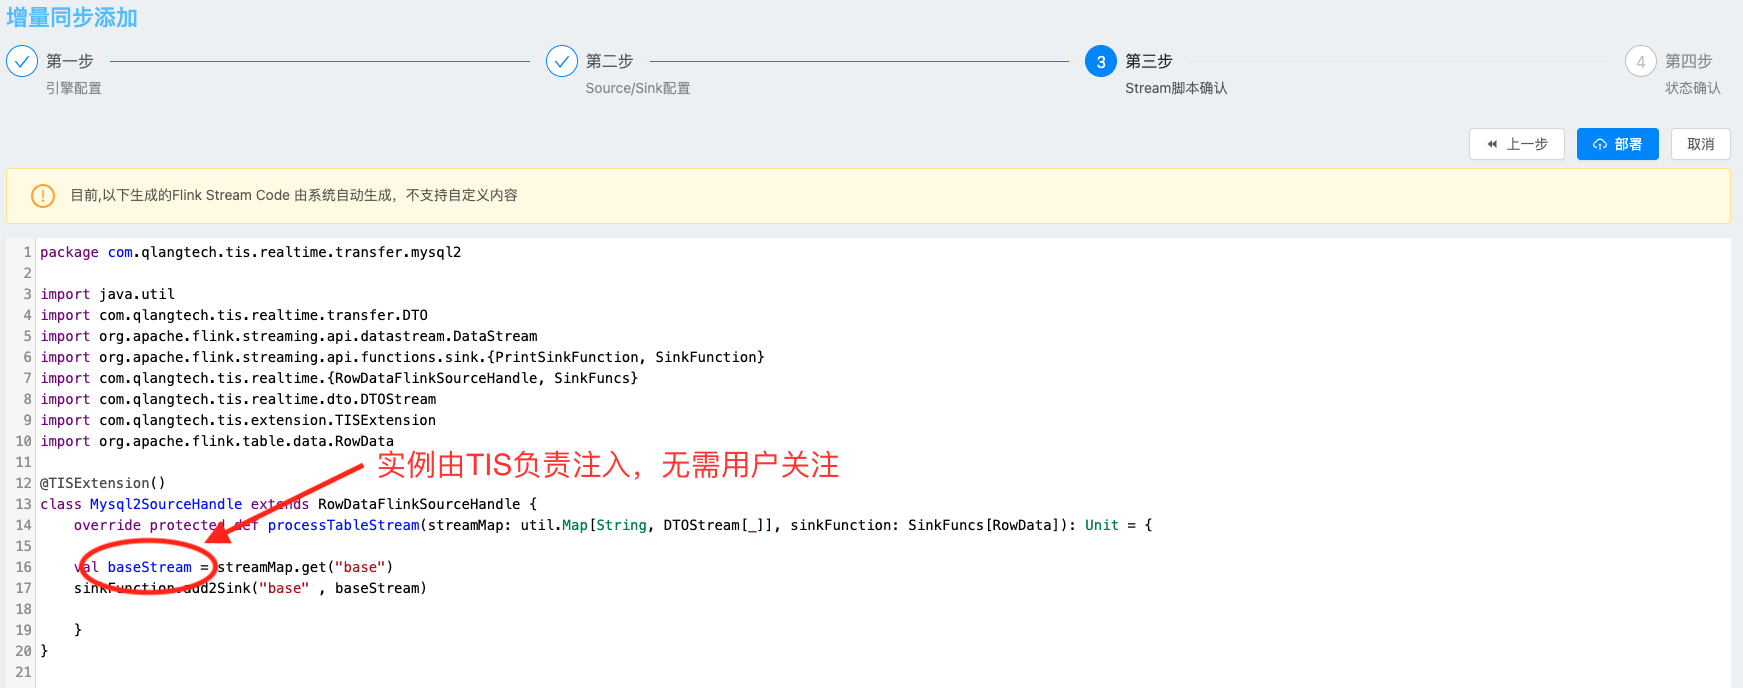 增量同步添加
第一步
引擎配置
第二步
Source/Sink配置
3 第三步
Stream脚本确认
4 第四步
状态确认
上一步
部署
取消
目前,以下生成的Flink Stream Code 由系统自动生成，不支持自定义内容
1 package com.qlangtech.tis.realtime.transfer.mysql2
2
3 import java.util
4 import com.qlangtech.tis.realtime.transfer.DTO
5 import org.apache.flink.streaming.api.datastream.DataStream
6 import org.apache.flink.streaming.api.functions.sink.{PrintSinkFunction, SinkFunction}
7 import com.qlangtech.tis.realtime.{RowDataFlinkSourceHandle, SinkFuncs}
8 import com.qlangtech.tis.realtime.dto.DTOStream
9 import com.qlangtech.tis.extension.TISExtension
10 import org.apache.flink.table.data.RowData
实例由TIS负责注入，无需用户关注
11
12 @TISExtension()
13 class Mysql2SourceHandle extends RowDataFlinkSourceHandle {
14 override protected def processTableStream(streamMap: util.Map[String, DTOStream[_]], sinkFunction: SinkFuncs[RowData]): Unit = {
15
16 val baseStream = streamMap.get("base")
17 sinkFunction.add2Sink("base" , baseStream)
18
19 }
20 }
21